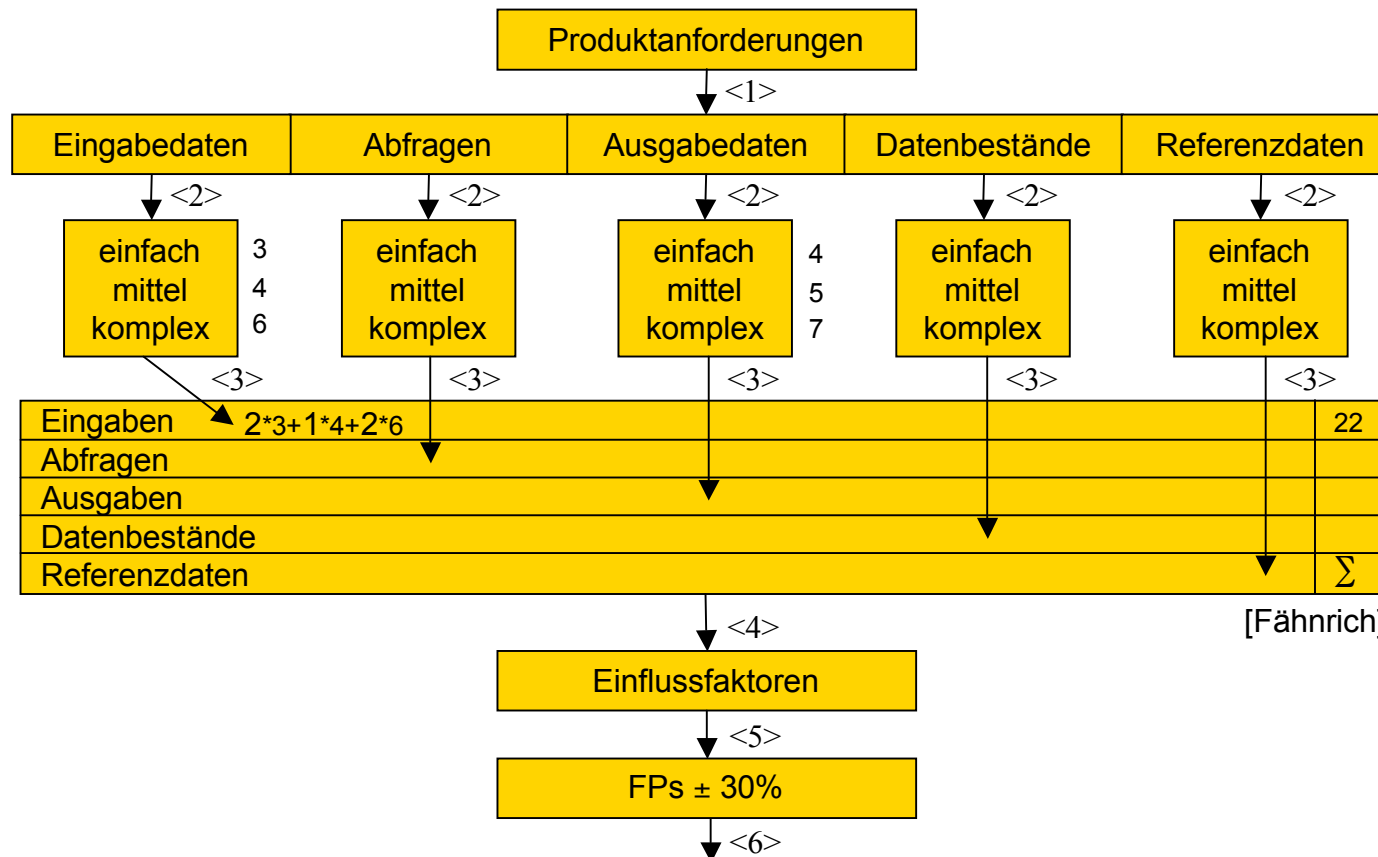 Produktanforderungen
<1>
Eingabedaten Abfragen Ausgabedaten Datenbestände Referenzdaten
<2> <2> <2> <2> <2>
einfach 3 einfach einfach 4 einfach einfach
mittel 4 mittel mittel 5 mittel mittel
komplex 6 komplex komplex 7 komplex komplex
<3> <3> <3> <3> <3>
Eingaben 2*3+1*4+2*6 22
Abfragen
Ausgaben
Datenbestände
Referenzdaten ∑
[Fähnrich]
<4>
Einflussfaktoren
<5>
FPs ± 30%
<6>